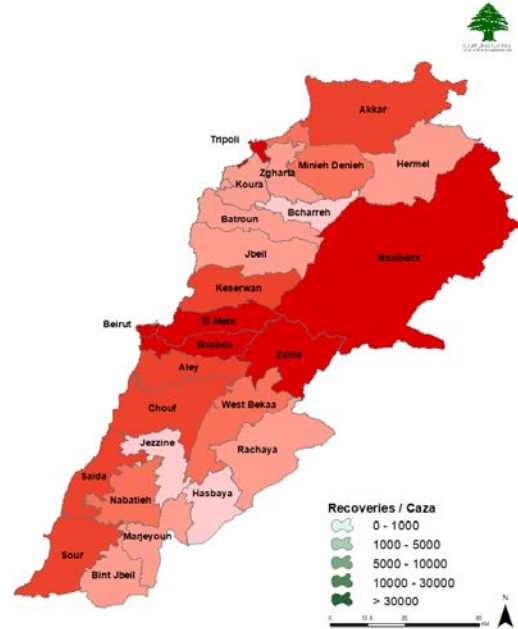 Akkar
Tripoli
Minieh Denieh
Hermel
Zgharta
Koura
Bcharreh
Batroun
Jbeil
Baalbeck
Keserwan
El Metn
Beirut
Baabda
Zahle
Aley
Chouf
West Bekaa
Jezzine
Rachaya
Saida
Hasbaya
Nabatieh
Marjeyoun
Sour
Bint Jbeil
Recoveries / Caza
0 - 1000
1000 - 5000
5000 - 10000
10000 - 30000
> 30000
N